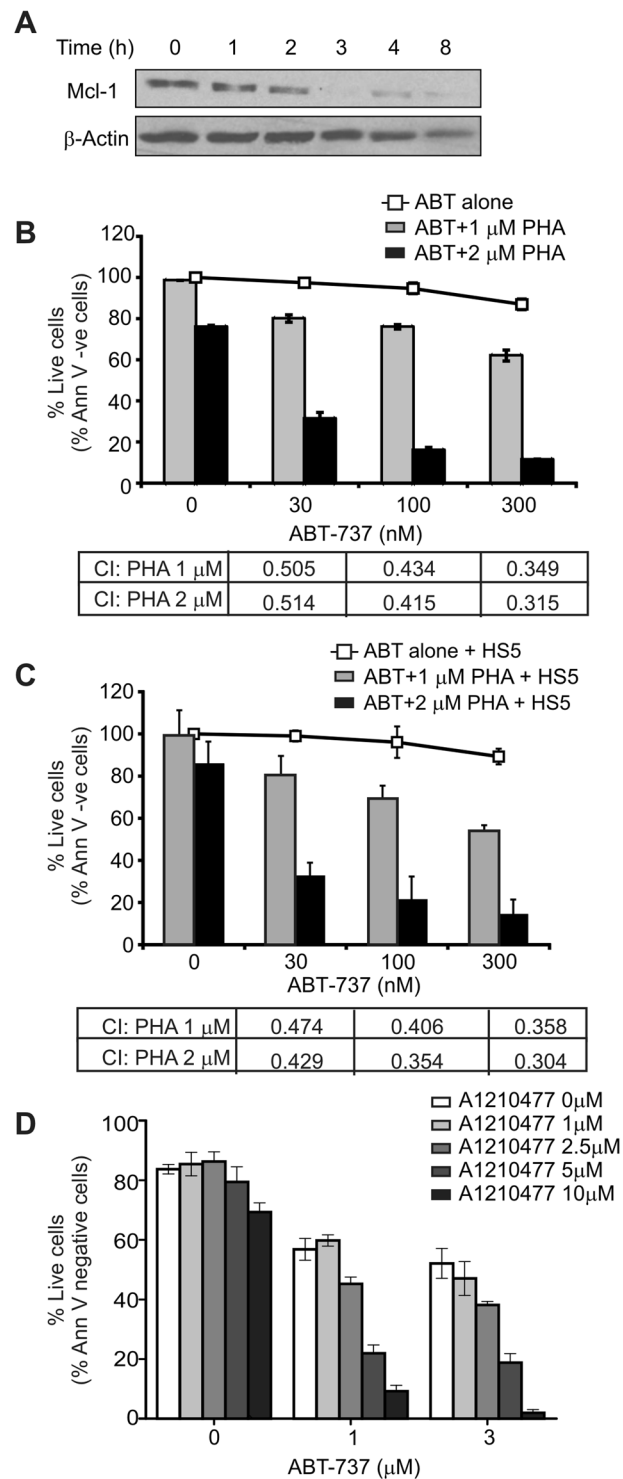 A
Time (h) 0 1 2 3 4 8
Mcl-1
β-Actin
B
ABT alone
ABT+1 μM PHA
ABT+2 μM PHA
% Live cells
(% Ann V -ve cells)
120
100
80
60
40
20
0
0 30 100 300
ABT-737 (nM)
CI: PHA 1 μM 0.505 0.434 0.349
CI: PHA 2 μM 0.514 0.415 0.315
C
ABT alone + HS5
ABT+1 μM PHA + HS5
ABT+2 μM PHA + HS5
% Live cells
(% Ann V -ve cells)
120
100
80
60
40
20
0
0 30 100 300
ABT-737 (nM)
CI: PHA 1 μM 0.474 0.406 0.358
CI: PHA 2 μM 0.429 0.354 0.304
D
A1210477 0μM
A1210477 1μM
A1210477 2.5μM
A1210477 5μM
A1210477 10μM
% Live cells
(% Ann V negative cells)
100
80
60
40
20
0
0 1 3
ABT-737 (μM)